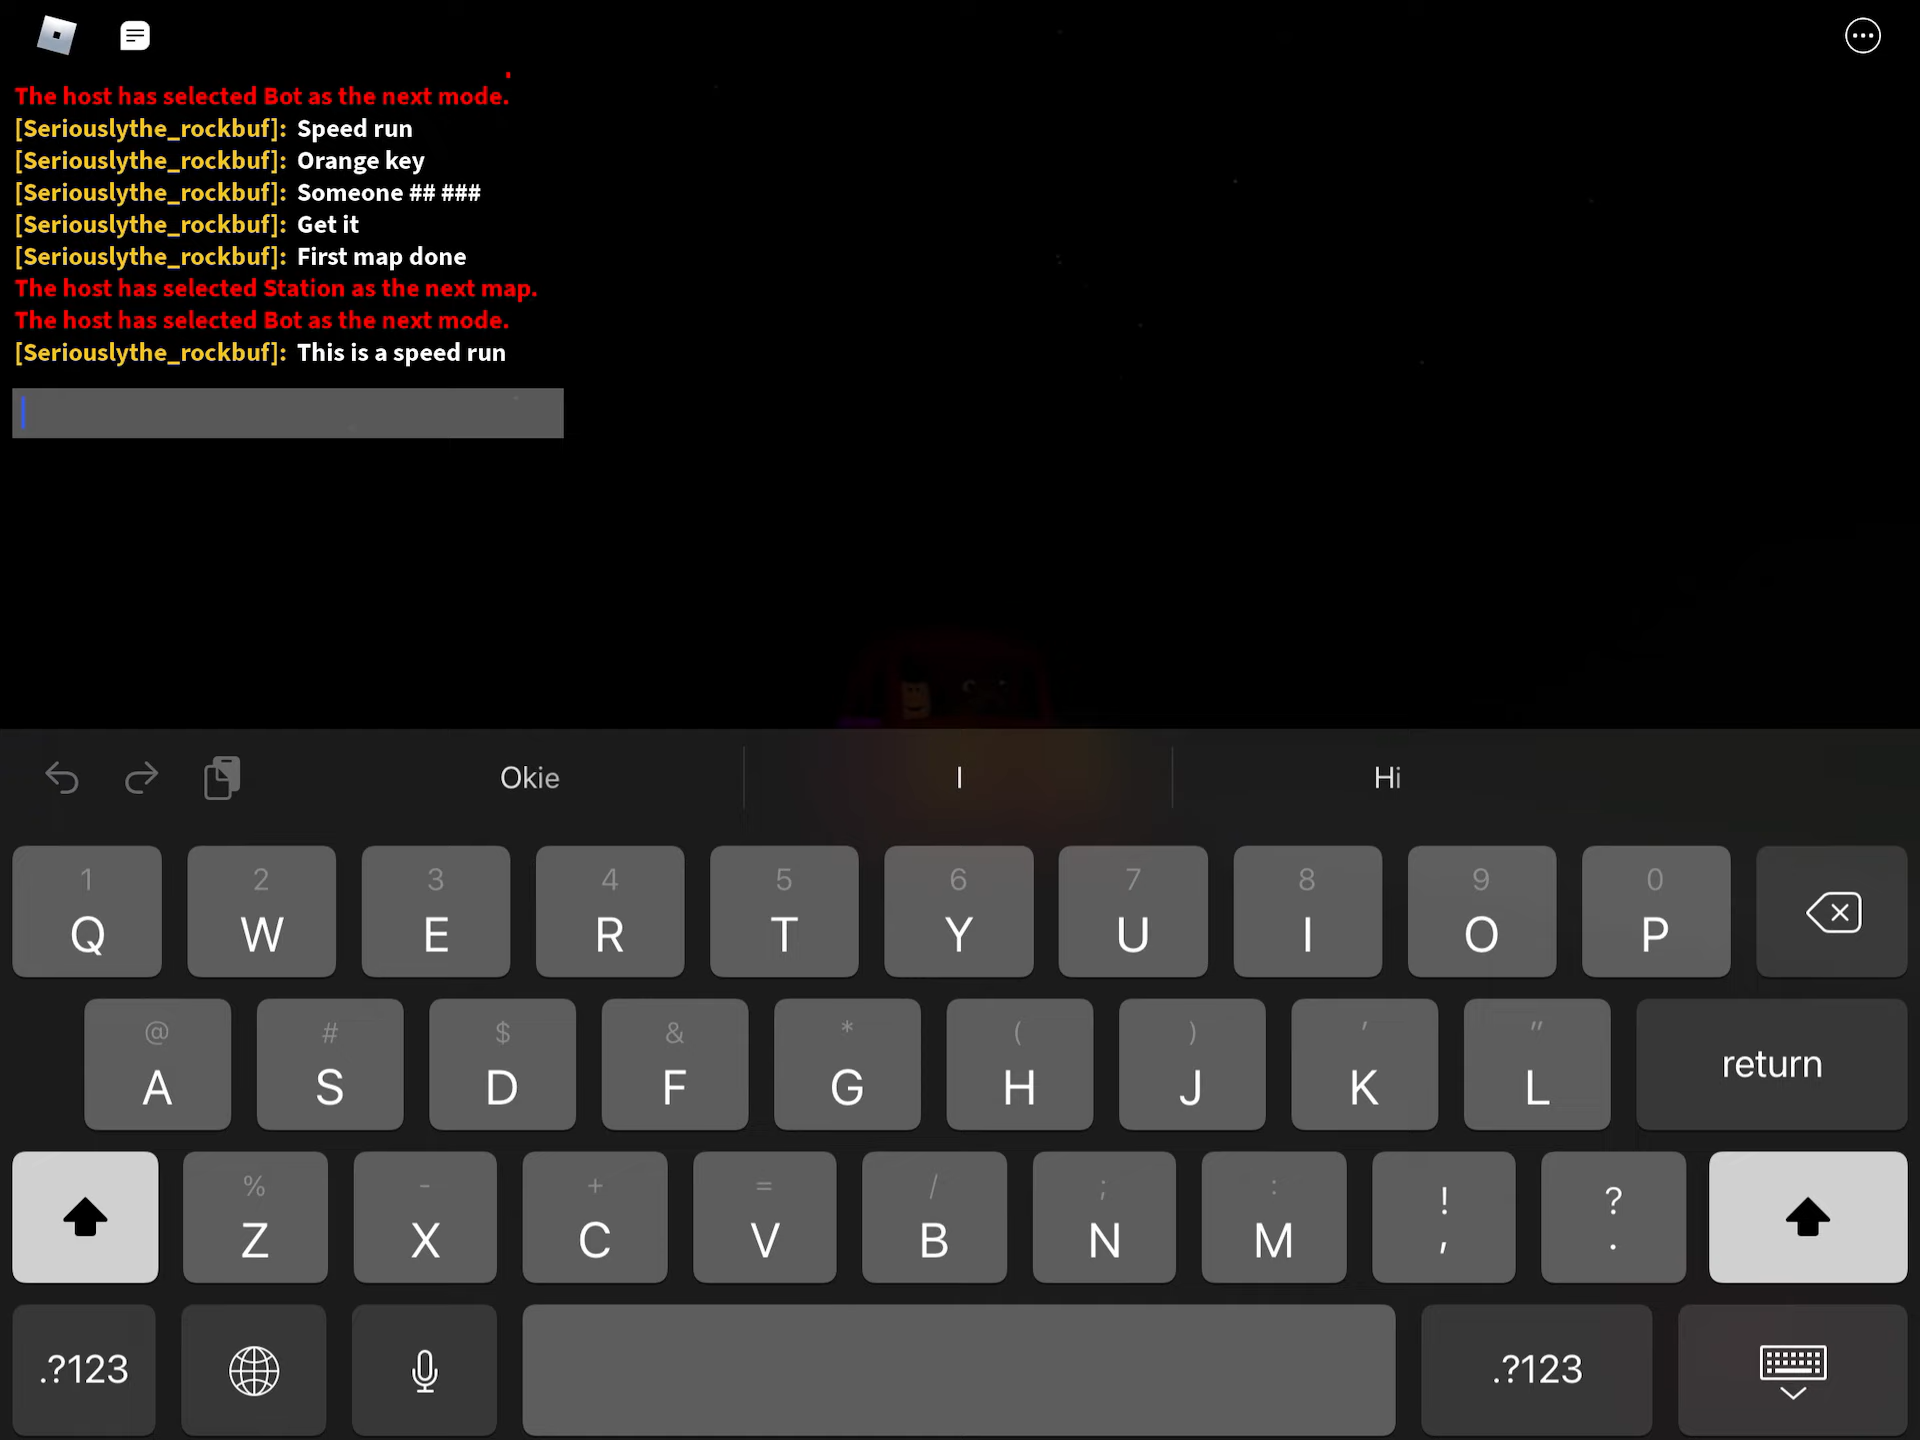 The host has selected Bot as the next mode.
[Seriouslythe_rockbuf]: Speed run
[Seriouslythe_rockbuf]: Orange key
[Seriouslythe_rockbuf]: Someone ## ###
[Seriouslythe_rockbuf]: Get it
[Seriouslythe_rockbuf]: First map done
The host has selected Station as the next map.
The host has selected Bot as the next mode.
[Seriouslythe_rockbuf]: This is a speed run
Okie I Hi
1 2 3 4 5 6 7 8 9 0
Q W E R T Y U I O P
@ # $ & * ( ) ' "
A S D F G H J K L return
% - + = / ; : ! ?
Z X C V B N M , .
.?123 .?123